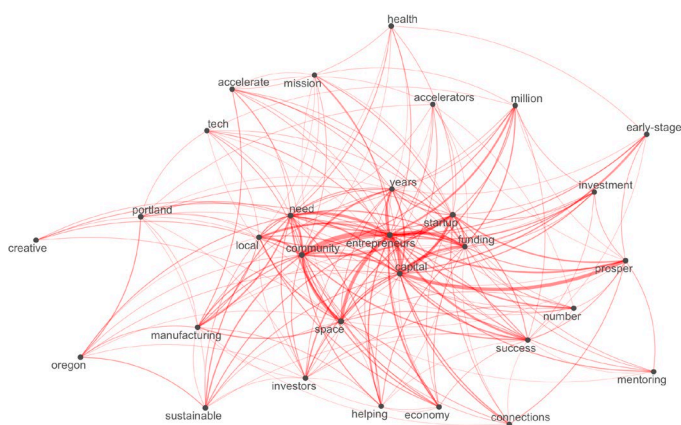 health
accelerate
mission
accelerators
million
tech
early-stage
years
investment
portland
need
startup
creative
local
community
entrepreneurs
funding
capital
prosper
number
space
manufacturing
success
oregon
investors
mentoring
sustainable
helping
economy
connections